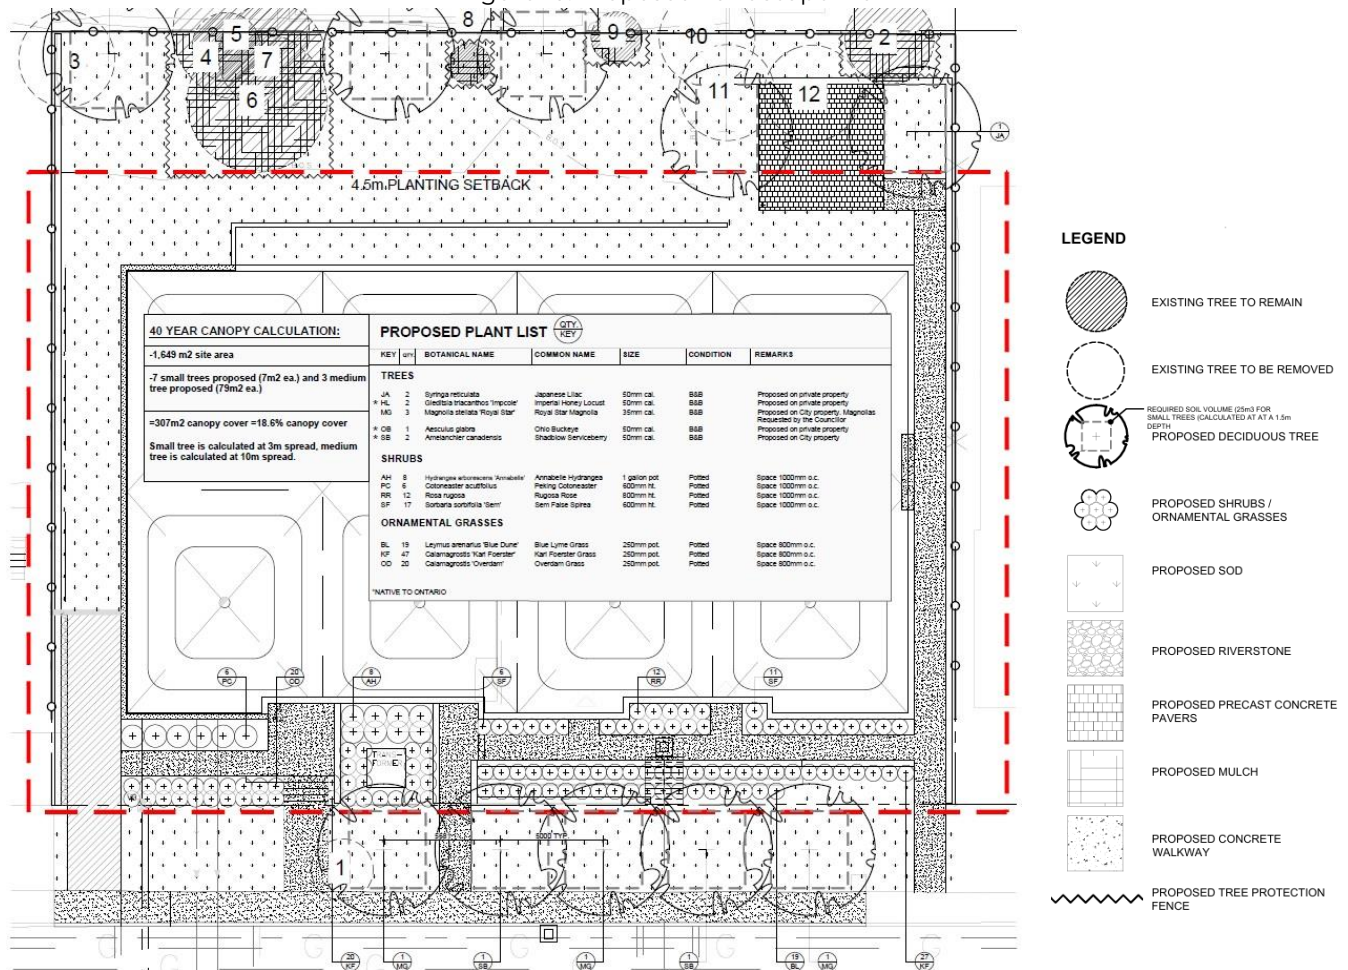 8
5
9
10
2
3
4
7
6
11
12
1
JA
4.5m PLANTING SETBACK
LEGEND
EXISTING TREE TO REMAIN
EXISTING TREE TO BE REMOVED
REQUIRED SOIL VOLUME (25m3 FOR
SMALL TREES (CALCULATED AT AT A 1.5m
DEPTH
PROPOSED DECIDUOUS TREE
PROPOSED SHRUBS /
ORNAMENTAL GRASSES
PROPOSED SOD
PROPOSED RIVERSTONE
PROPOSED PRECAST CONCRETE
PAVERS
PROPOSED MULCH
PROPOSED CONCRETE
WALKWAY
PROPOSED TREE PROTECTION
FENCE
40 YEAR CANOPY CALCULATION:
-1,649 m2 site area
-7 small trees proposed (7m2 ea.) and 3 medium
tree proposed (79m2 ea.)
=307m2 canopy cover =18.6% canopy cover
Small tree is calculated at 3m spread, medium
tree is calculated at 10m spread.
PROPOSED PLANT LIST QTY. KEY
KEY QTY. BOTANICAL NAME COMMON NAME SIZE CONDITION REMARKS
TREES
JA 2 Syringa reticulata Japanese Lilac 50mm cal. B&B Proposed on private property
* HL 2 Gleditsia triacanthos 'Impcole' Imperial Honey Locust 50mm cal. B&B Proposed on private property
MG 3 Magnolia stellata 'Royal Star' Royal Star Magnolia 35mm cal. B&B Proposed on City property. Magnolias
Requested by the Councillor
* OB 1 Aesculus glabra Ohio Buckeye 50mm cal. B&B Proposed on private property
* SB 2 Amelanchier canadensis Shadblow Serviceberry 50mm cal. B&B Proposed on City property
SHRUBS
AH 8 Hydrangea arborescens 'Annabelle' Annabelle Hydrangea 1 gallon pot Potted Space 1000mm o.c.
PC 6 Cotoneaster acutifolius Peking Cotoneaster 600mm ht. Potted Space 1000mm o.c.
RR 12 Rosa rugosa Rugosa Rose 800mm ht. Potted Space 1000mm o.c.
SF 17 Sorbaria sorbifolia 'Sem' Sem False Spirea 600mm ht. Potted Space 1000mm o.c.
ORNAMENTAL GRASSES
BL 19 Leymus arenarius 'Blue Dune' Blue Lyme Grass 250mm pot. Potted Space 800mm o.c.
KF 47 Calamagrostis 'Karl Foerster' Karl Foerster Grass 250mm pot. Potted Space 800mm o.c.
OD 20 Calamagrostis 'Overdam' Overdam Grass 250mm pot. Potted Space 800mm o.c.
*NATIVE TO ONTARIO
6 PC
20 OD
8 AH
6 SF
12 RR
11 SF
TRANS
FORMER
5000 TYP.
1
20 KF
1 MG
1 SB
1 MG
1 SB
19 BL
1 MG
27 KF